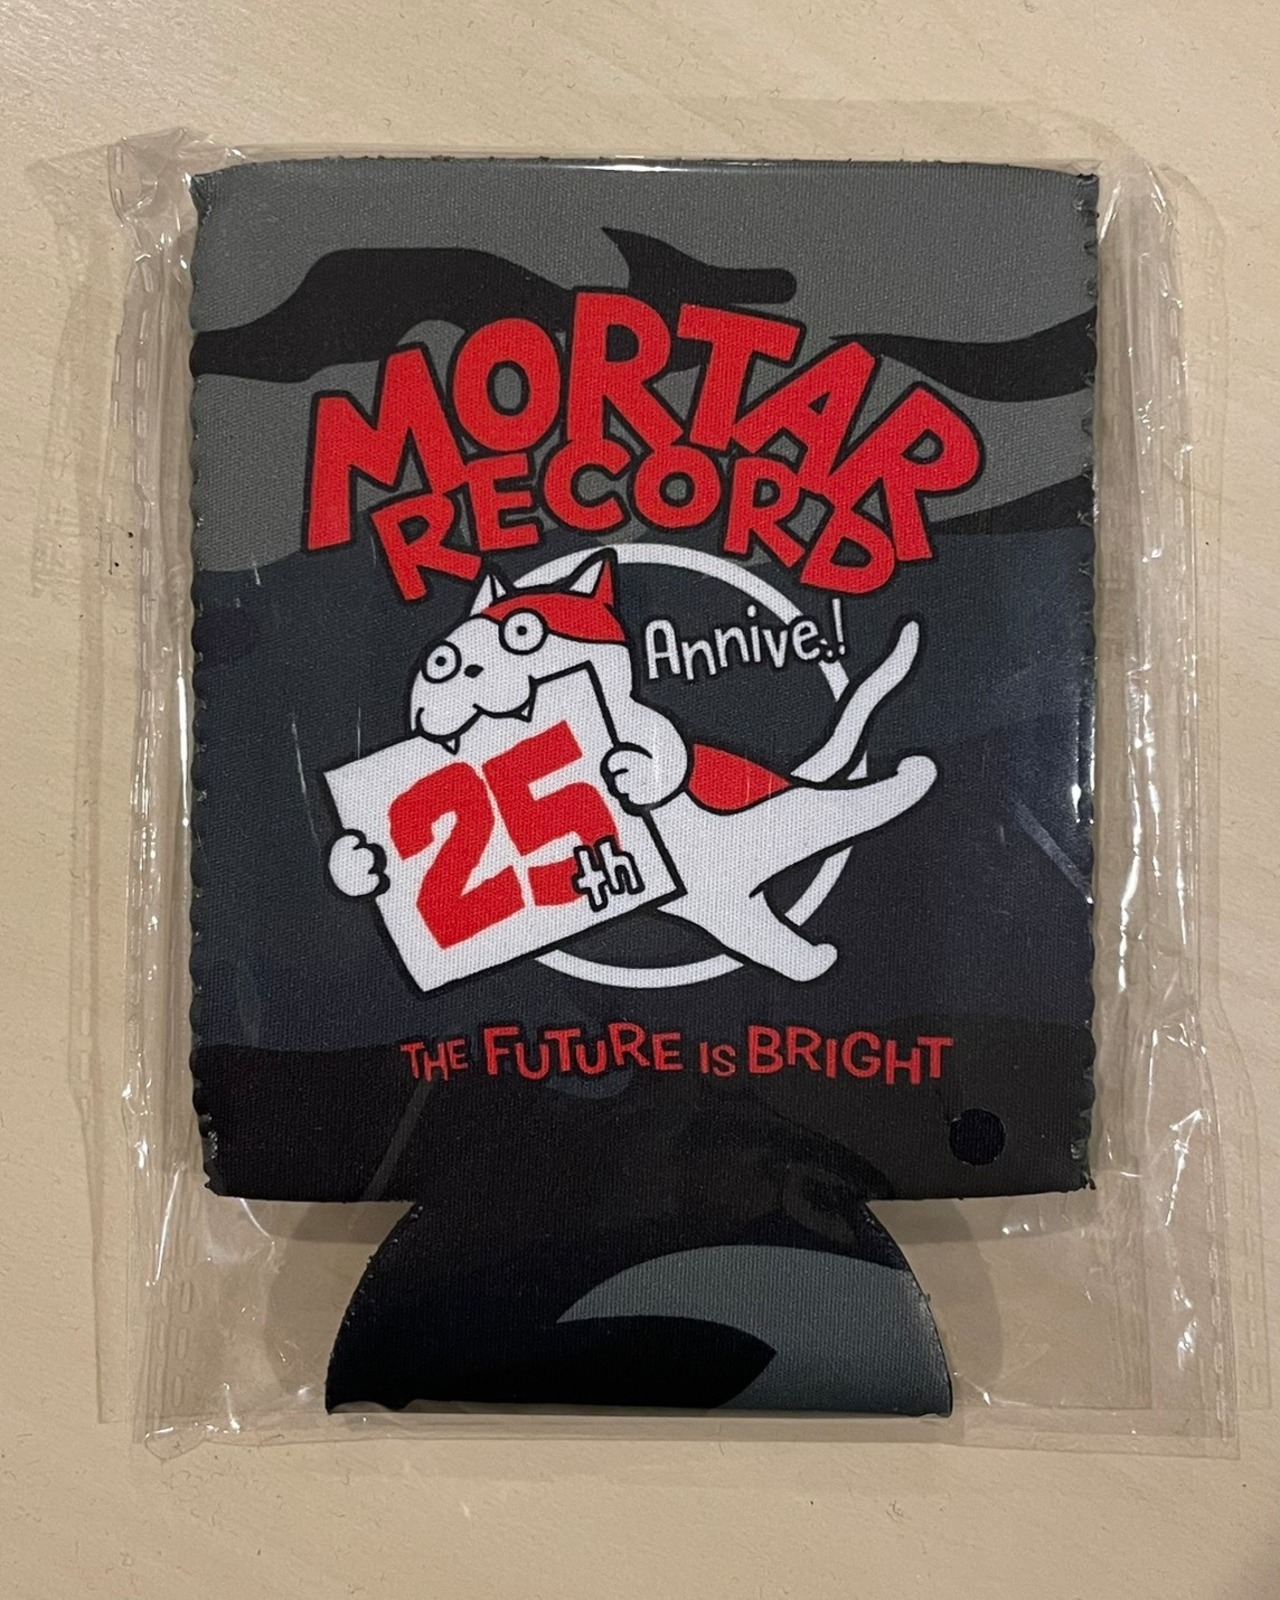 MORTAR
RECORD
Annive.!
25th
THE FUTURE IS BRIGHT